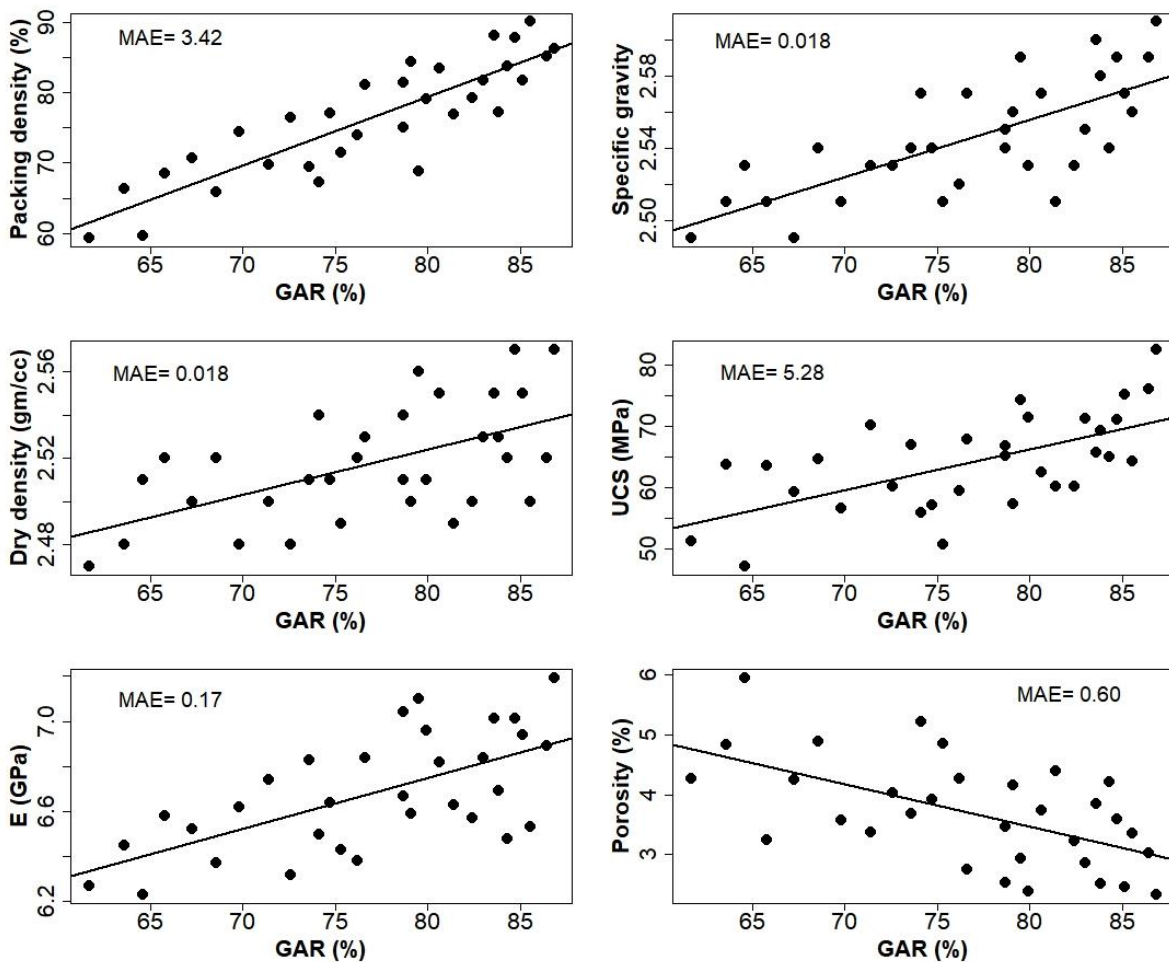 Packing density (%)
90
80
70
60
MAE= 3.42
65 70 75 80 85
GAR (%)
Specific gravity
2.58
2.54
2.50
MAE= 0.018
65 70 75 80 85
GAR (%)
Dry density (gm/cc)
2.56
2.52
2.48
MAE= 0.018
65 70 75 80 85
GAR (%)
UCS (MPa)
80
70
60
50
MAE= 5.28
65 70 75 80 85
GAR (%)
E (GPa)
7.0
6.6
6.2
MAE= 0.17
65 70 75 80 85
GAR (%)
Porosity (%)
6
5
4
3
MAE= 0.60
65 70 75 80 85
GAR (%)